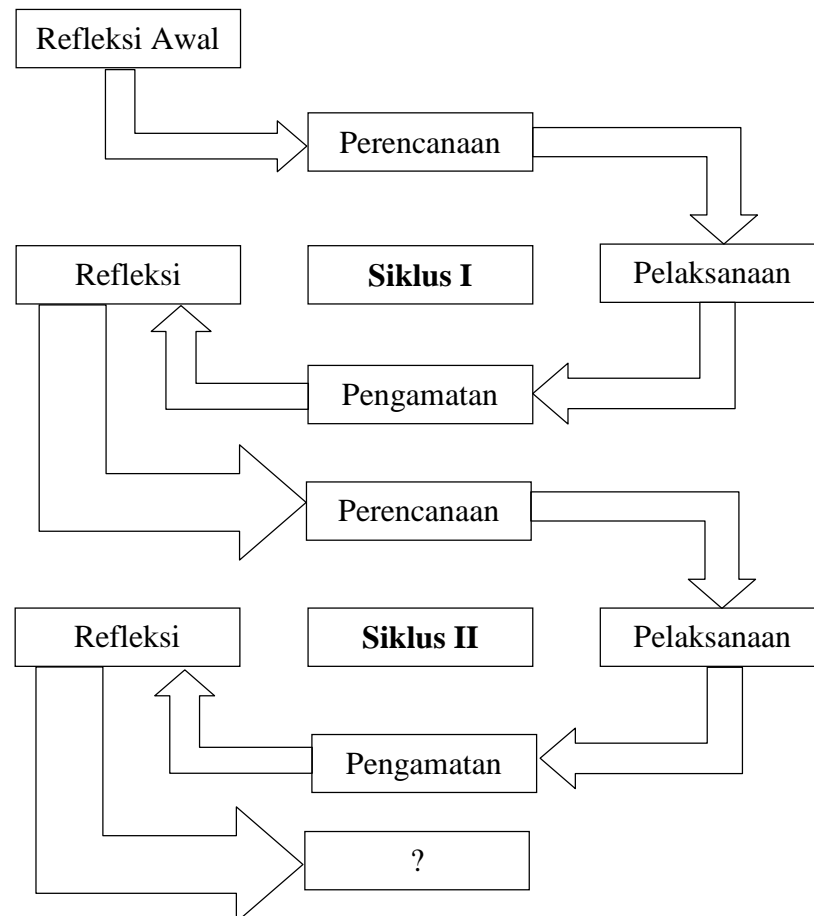 Refleksi Awal
Perencanaan
Refleksi
Siklus I
Pelaksanaan
Pengamatan
Perencanaan
Refleksi
Siklus II
Pelaksanaan
Pengamatan
?